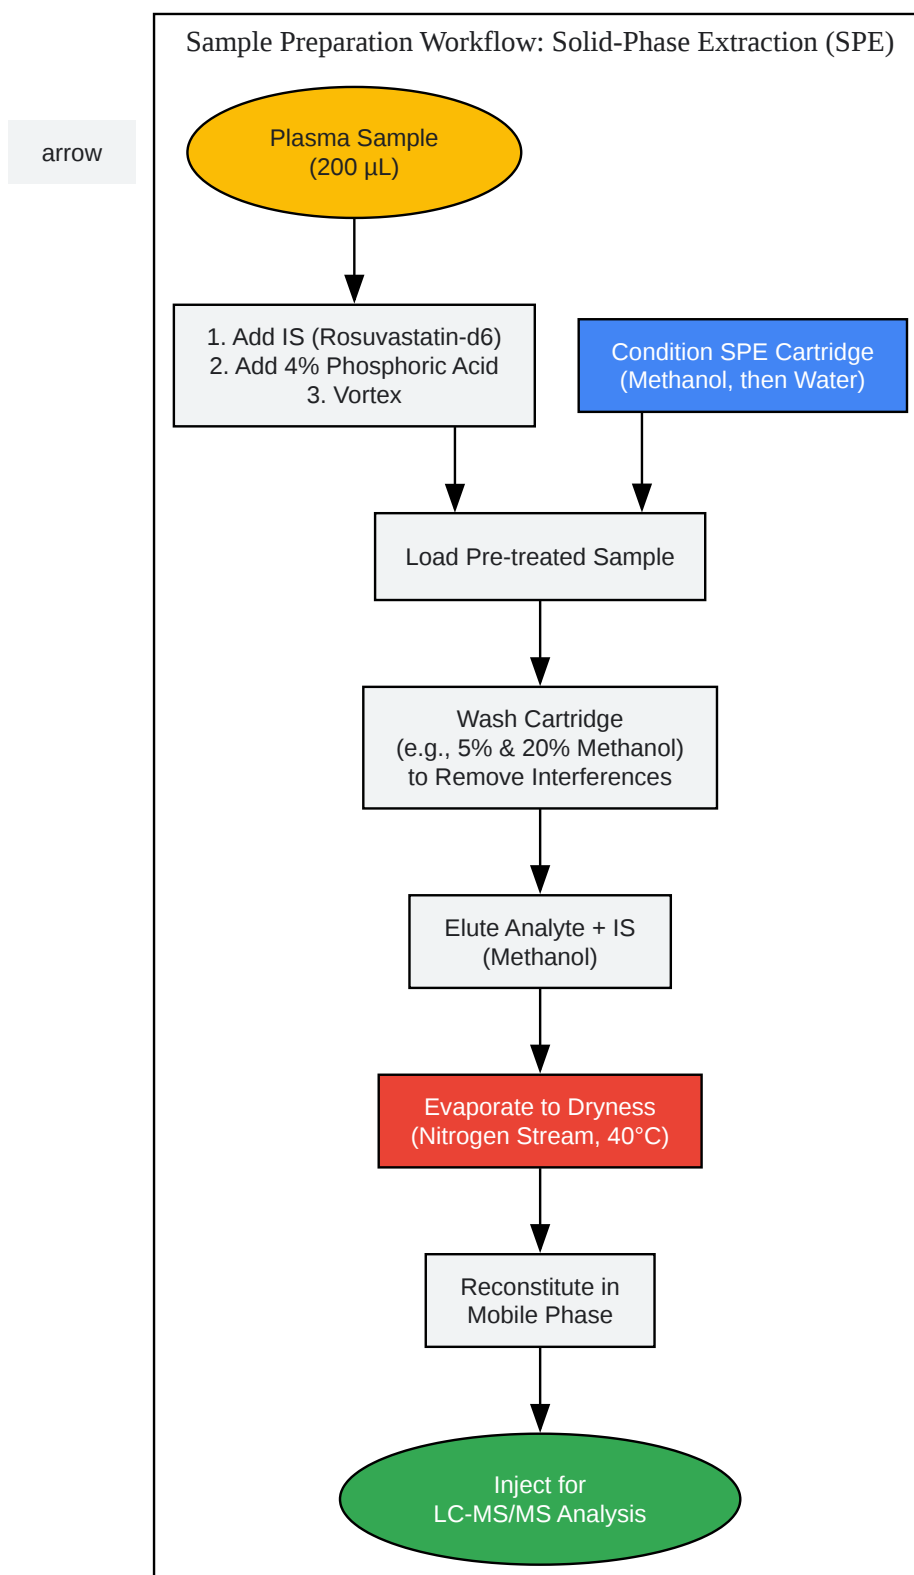 Sample Preparation Workflow: Solid-Phase Extraction (SPE)
arrow
Plasma Sample
(200 µL)
1. Add IS (Rosuvastatin-d6)
2. Add 4% Phosphoric Acid
3. Vortex
Condition SPE Cartridge
(Methanol, then Water)
Load Pre-treated Sample
Wash Cartridge
(e.g., 5% & 20% Methanol)
to Remove Interferences
Elute Analyte + IS
(Methanol)
Evaporate to Dryness
(Nitrogen Stream, 40°C)
Reconstitute in
Mobile Phase
Inject for
LC-MS/MS Analysis